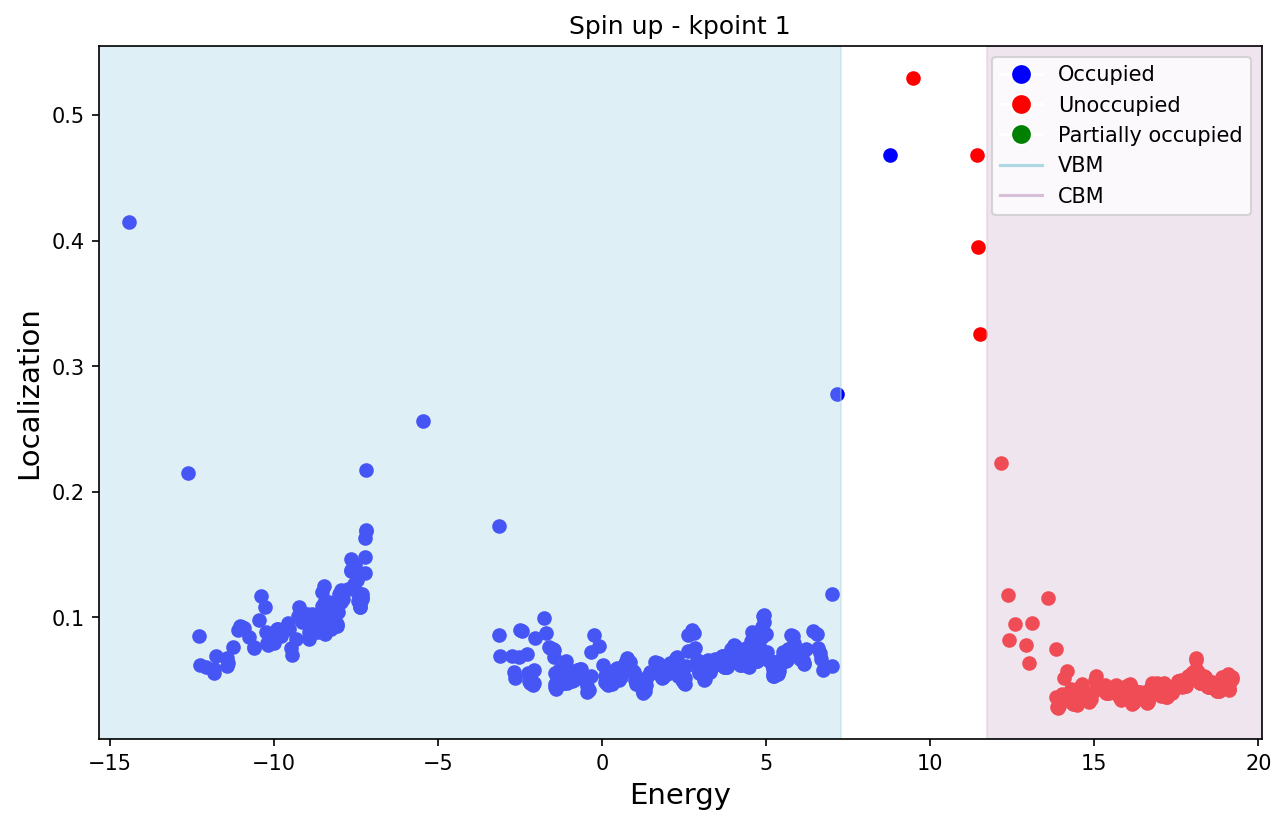 Spin up - kpoint 1
Localization
0.5
0.4
0.3
0.2
0.1
Occupied
Unoccupied
Partially occupied
VBM
CBM
−15
−10
−5
0
5
10
15
20
Energy